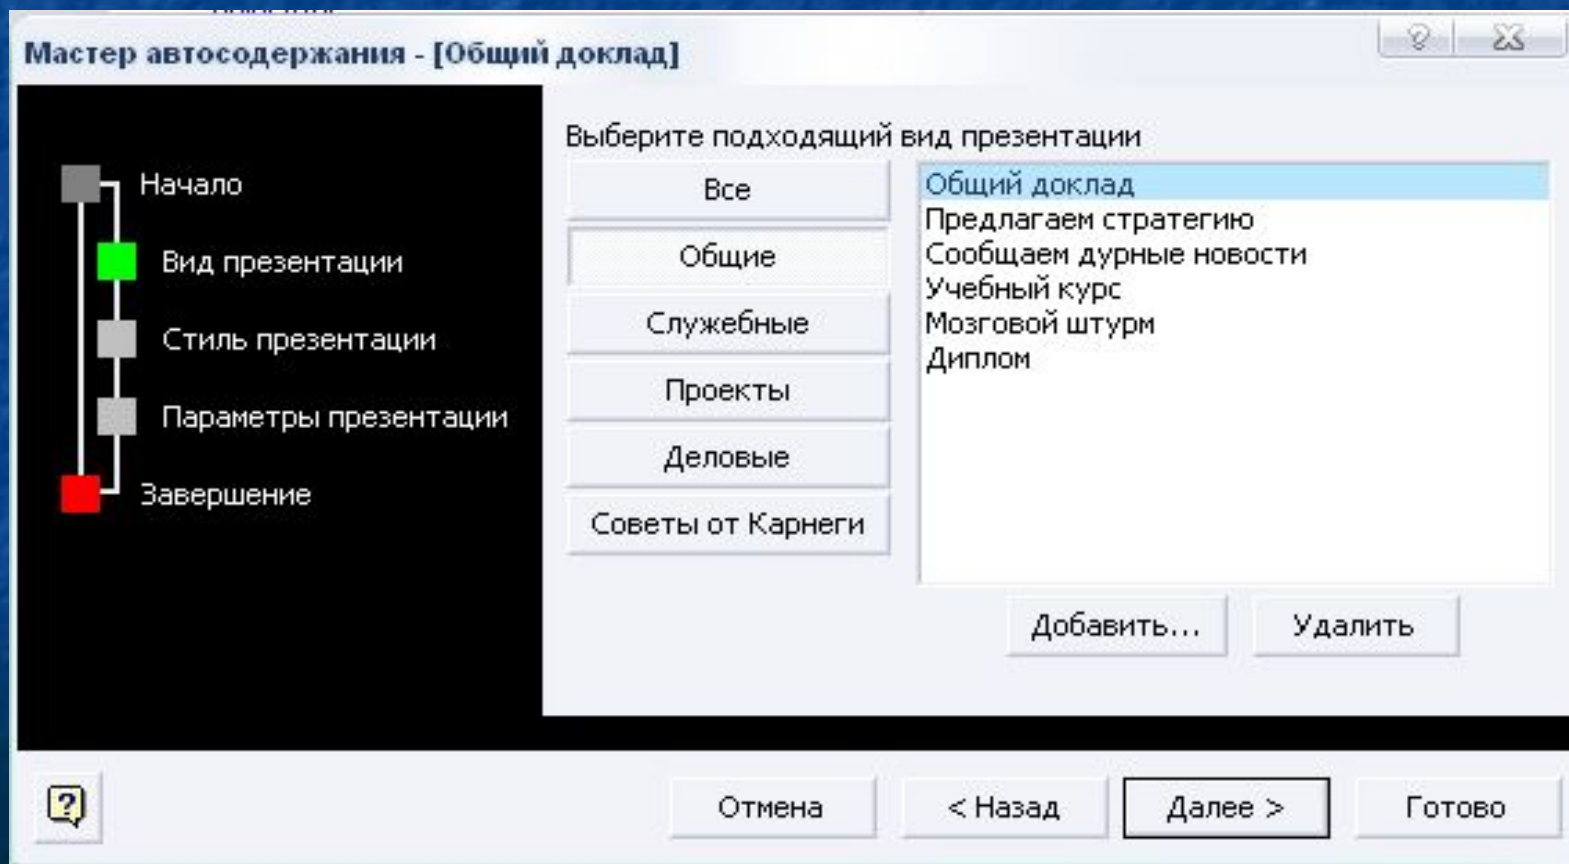 Мастер автосодержания - [Общий доклад]
Начало
Вид презентации
Стиль презентации
Параметры презентации
Завершение
Выберите подходящий вид презентации
Все
Общие
Служебные
Проекты
Деловые
Советы от Карнеги
Общий доклад
Предлагаем стратегию
Сообщаем дурные новости
Учебный курс
Мозговой штурм
Диплом
Добавить...
Удалить
Отмена
< Назад
Далее >
Готово